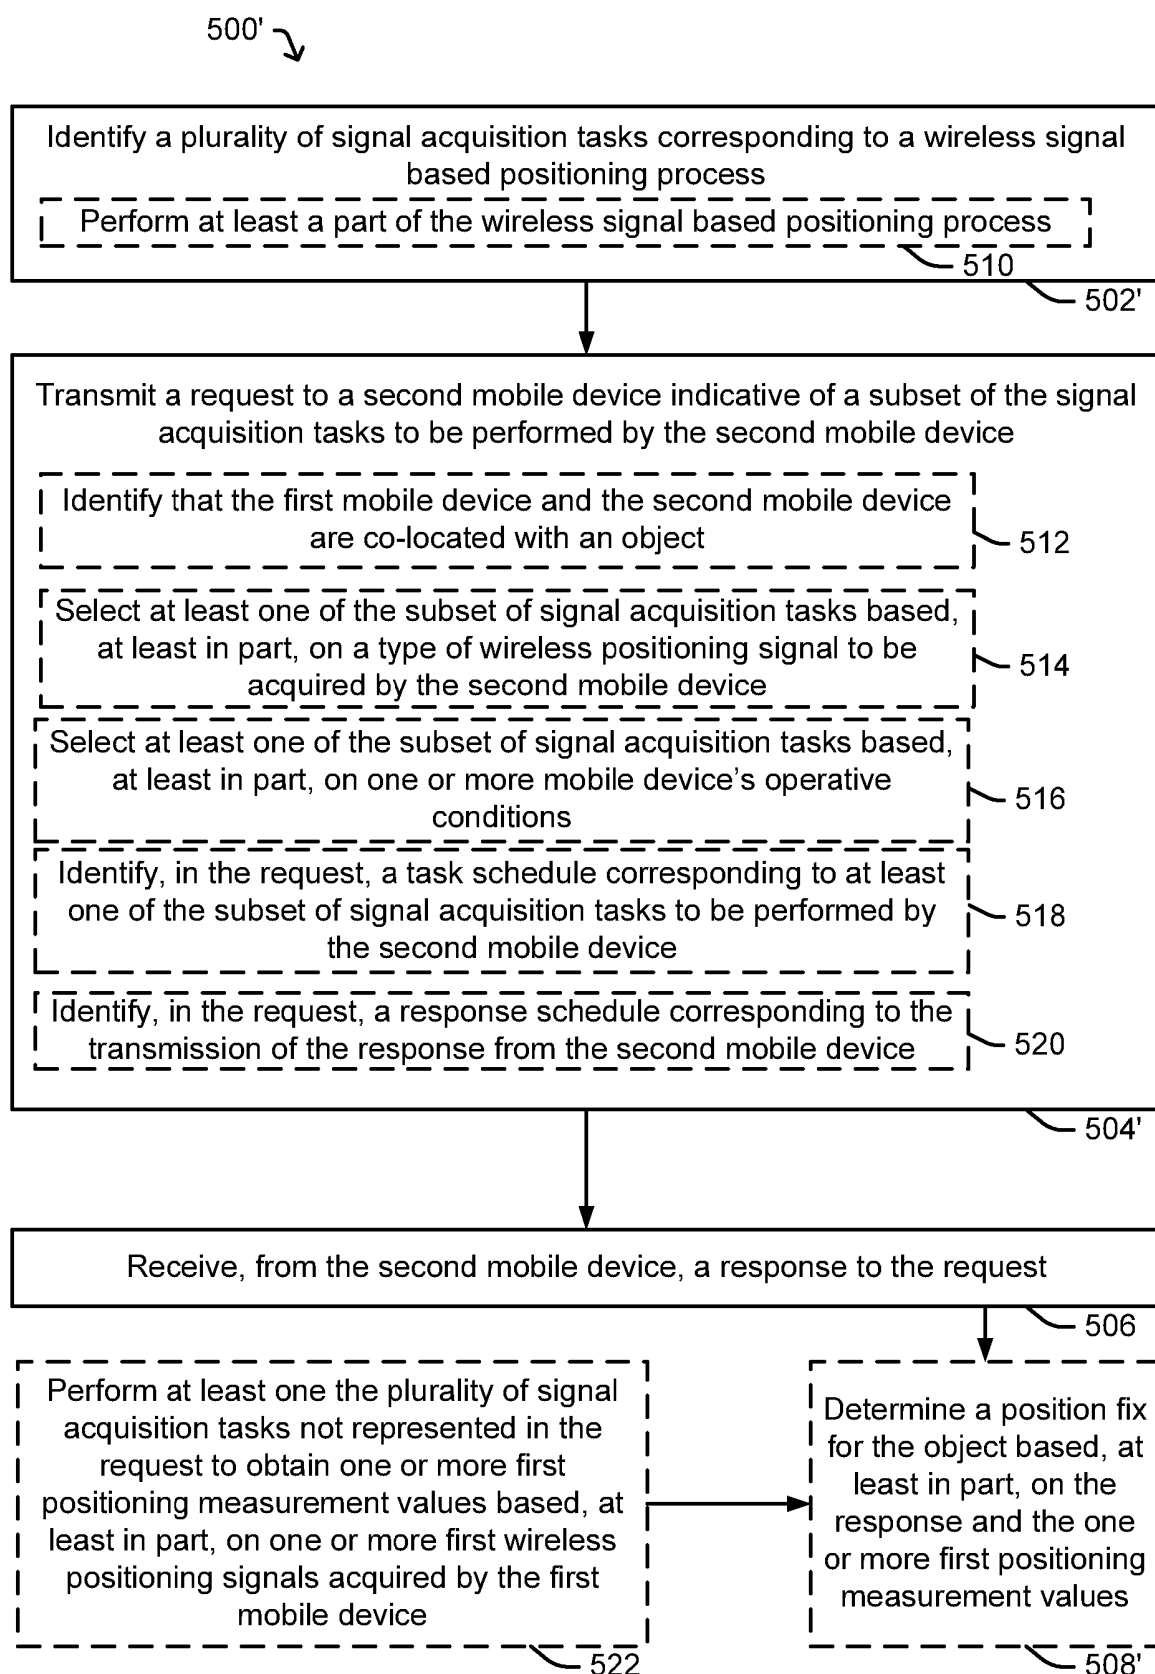 500'
Identify a plurality of signal acquisition tasks corresponding to a wireless signal
based positioning process
Perform at least a part of the wireless signal based positioning process
510
502'
Transmit a request to a second mobile device indicative of a subset of the signal
acquisition tasks to be performed by the second mobile device
Identify that the first mobile device and the second mobile device
are co-located with an object
512
Select at least one of the subset of signal acquisition tasks based,
at least in part, on a type of wireless positioning signal to be
acquired by the second mobile device
514
Select at least one of the subset of signal acquisition tasks based,
at least in part, on one or more mobile device’s operative
conditions
516
Identify, in the request, a task schedule corresponding to at least
one of the subset of signal acquisition tasks to be performed by
the second mobile device
518
Identify, in the request, a response schedule corresponding to the
transmission of the response from the second mobile device
520
504'
Receive, from the second mobile device, a response to the request
506
Perform at least one the plurality of signal
acquisition tasks not represented in the
request to obtain one or more first
positioning measurement values based, at
least in part, on one or more first wireless
positioning signals acquired by the first
mobile device
522
Determine a position fix
for the object based, at
least in part, on the
response and the one
or more first positioning
measurement values
508'